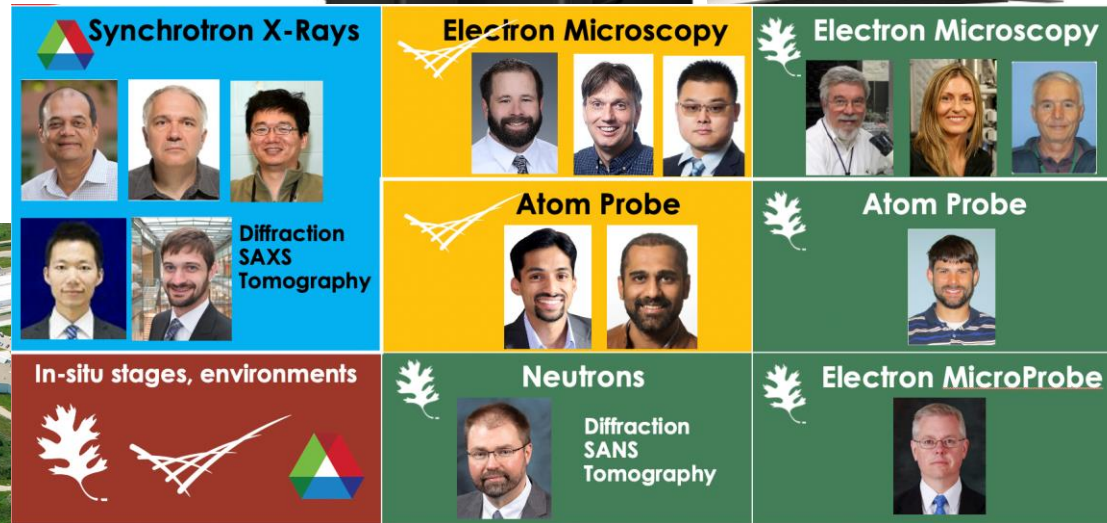 Synchrotron X-Rays
Diffraction
SAXS
Tomography
Electron Microscopy
Electron Microscopy
Atom Probe
Atom Probe
In-situ stages, environments
Neutrons
Diffraction
SANS
Tomography
Electron MicroProbe